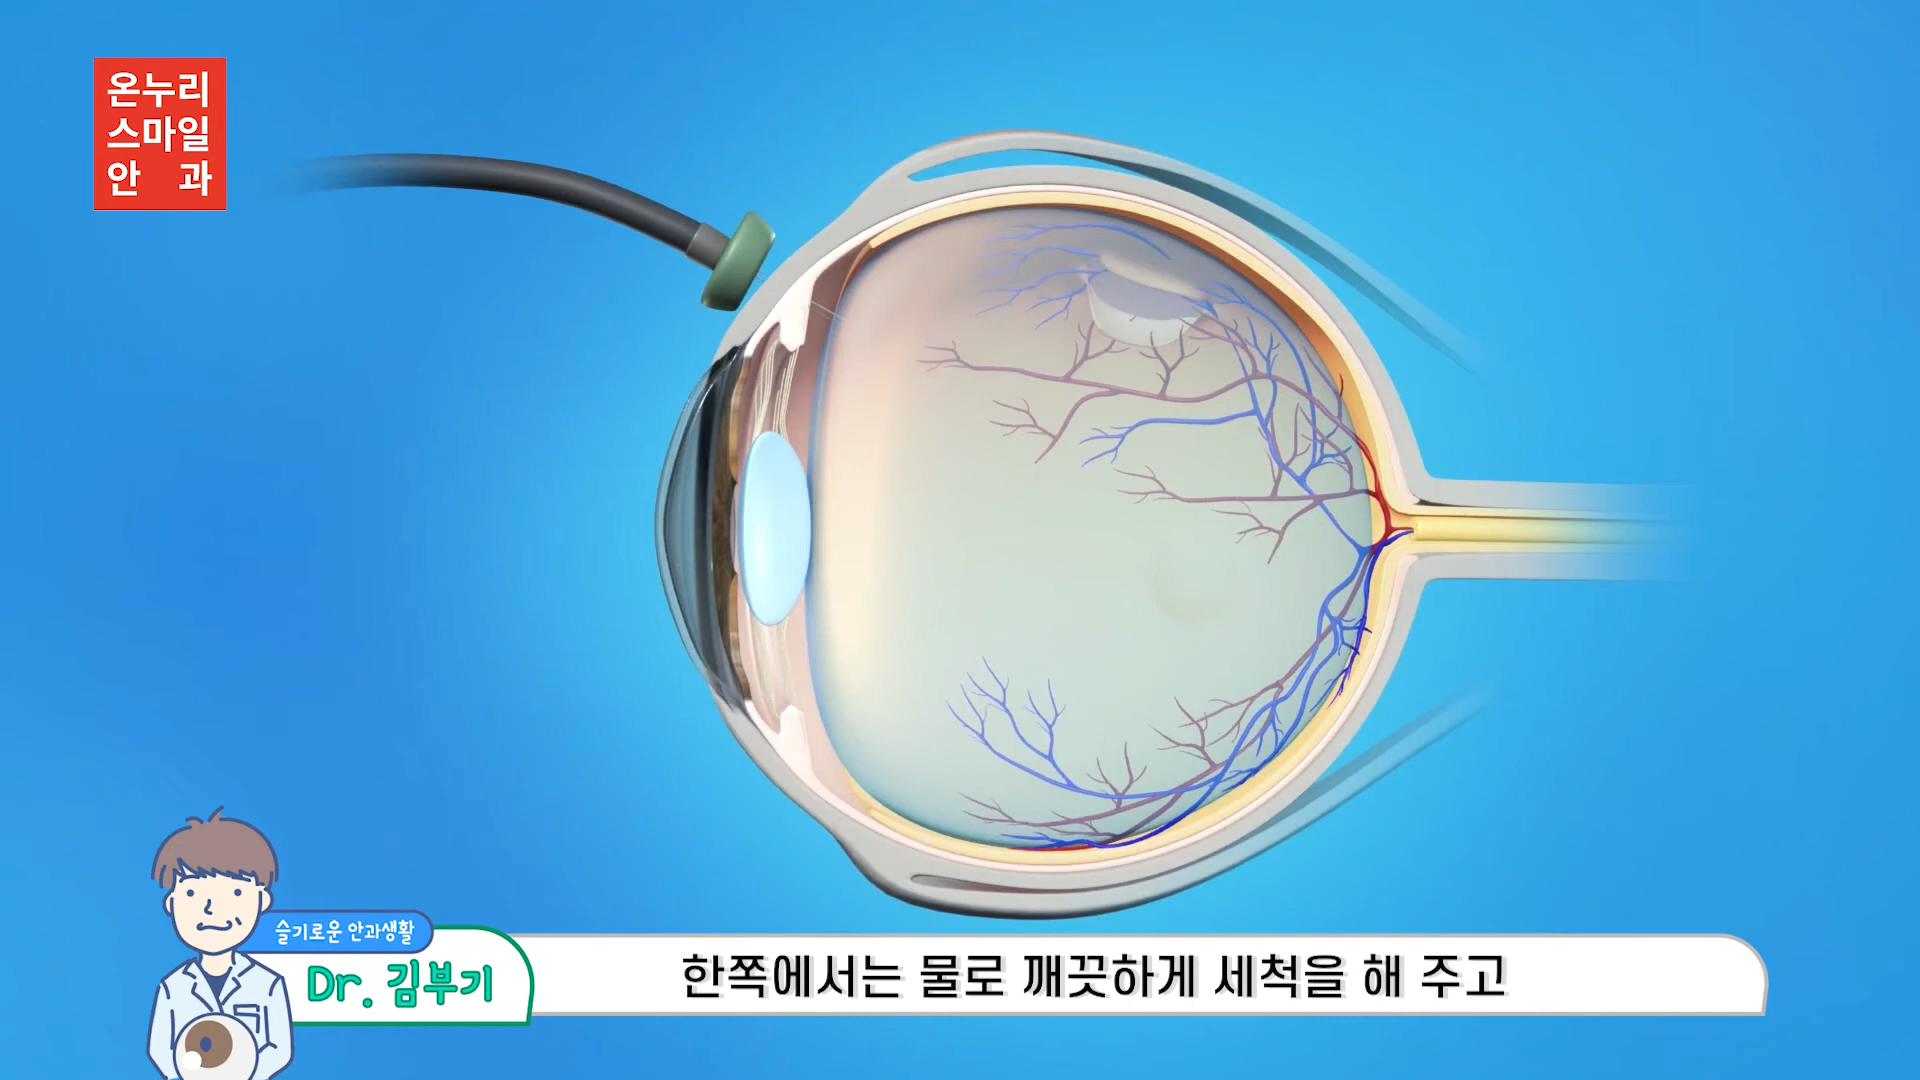 온누리
스마일
안과
슬기로운 안과생활
Dr. 김부기
한쪽에서는 물로 깨끗하게 세척을 해 주고